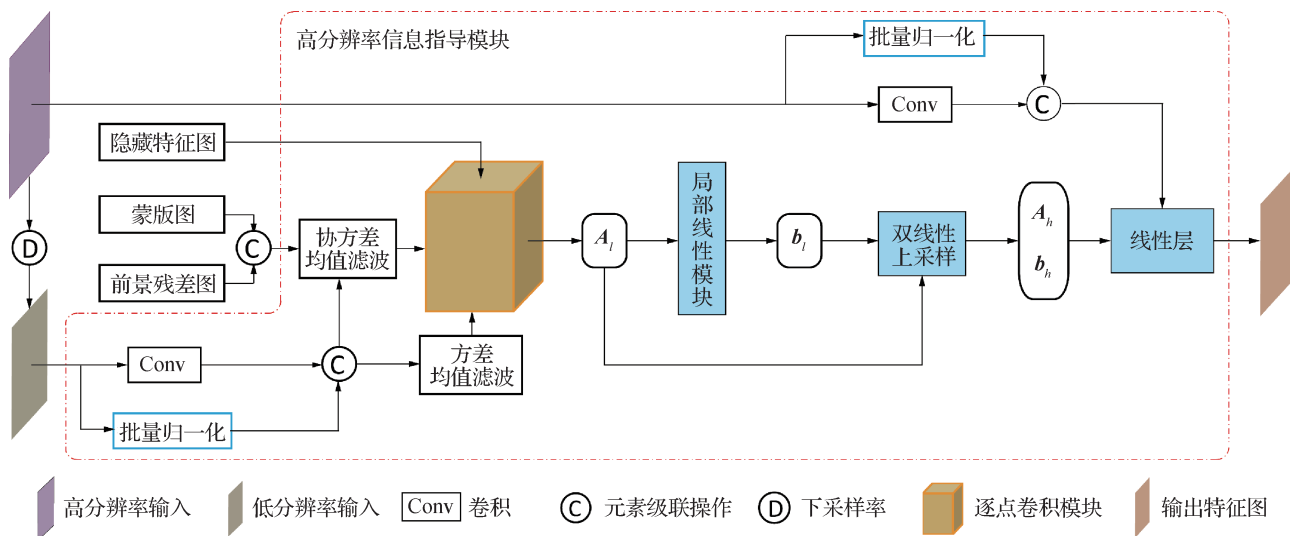 高分辨率信息指导模块
批量归一化
Conv
C
隐藏特征图
蒙版图
前景残差图
C
D
协方差
均值滤波
A_l
局部线性模块
b_l
双线性
上采样
A_h
b_h
线性层
Conv
C
方差
均值滤波
批量归一化
高分辨率输入
低分辨率输入
Conv 卷积
C 元素级联操作
D 下采样率
逐点卷积模块
输出特征图